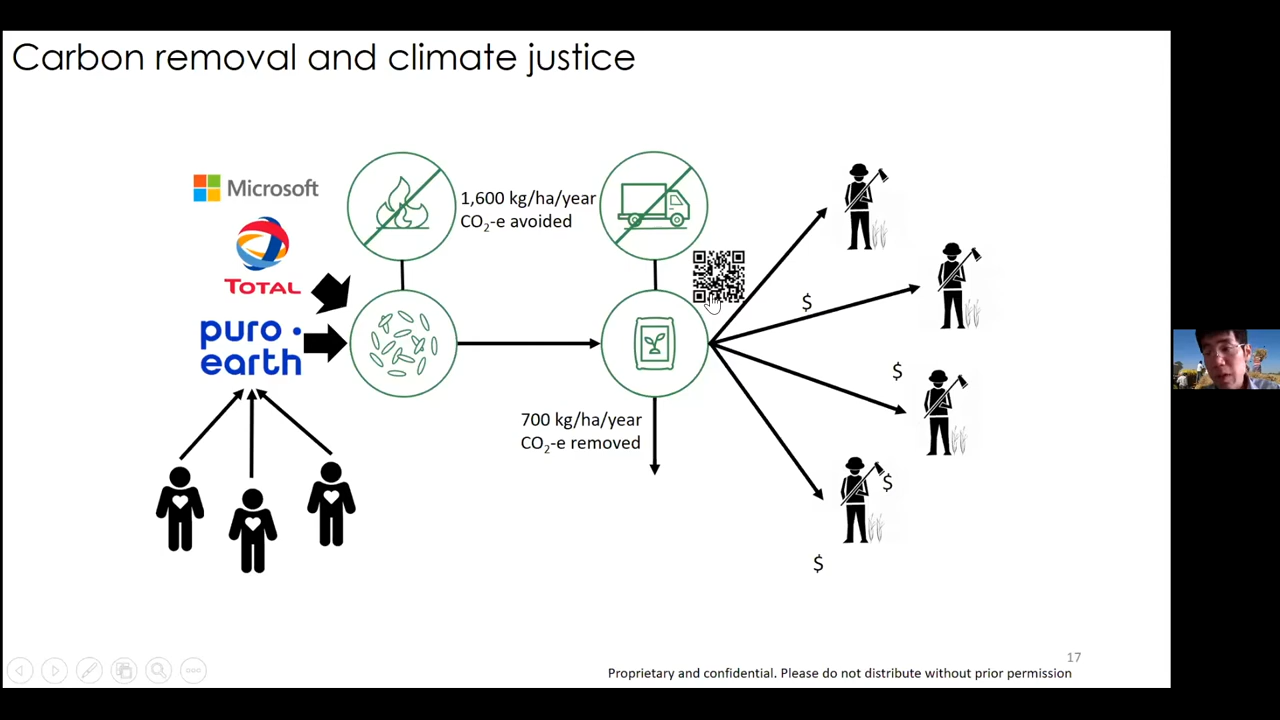 Carbon removal and climate justice
Microsoft
TOTAL
puro·
earth
1,600 kg/ha/year
CO₂-e avoided
$
$
700 kg/ha/year
CO₂-e removed
$
$
17
Proprietary and confidential. Please do not distribute without prior permission